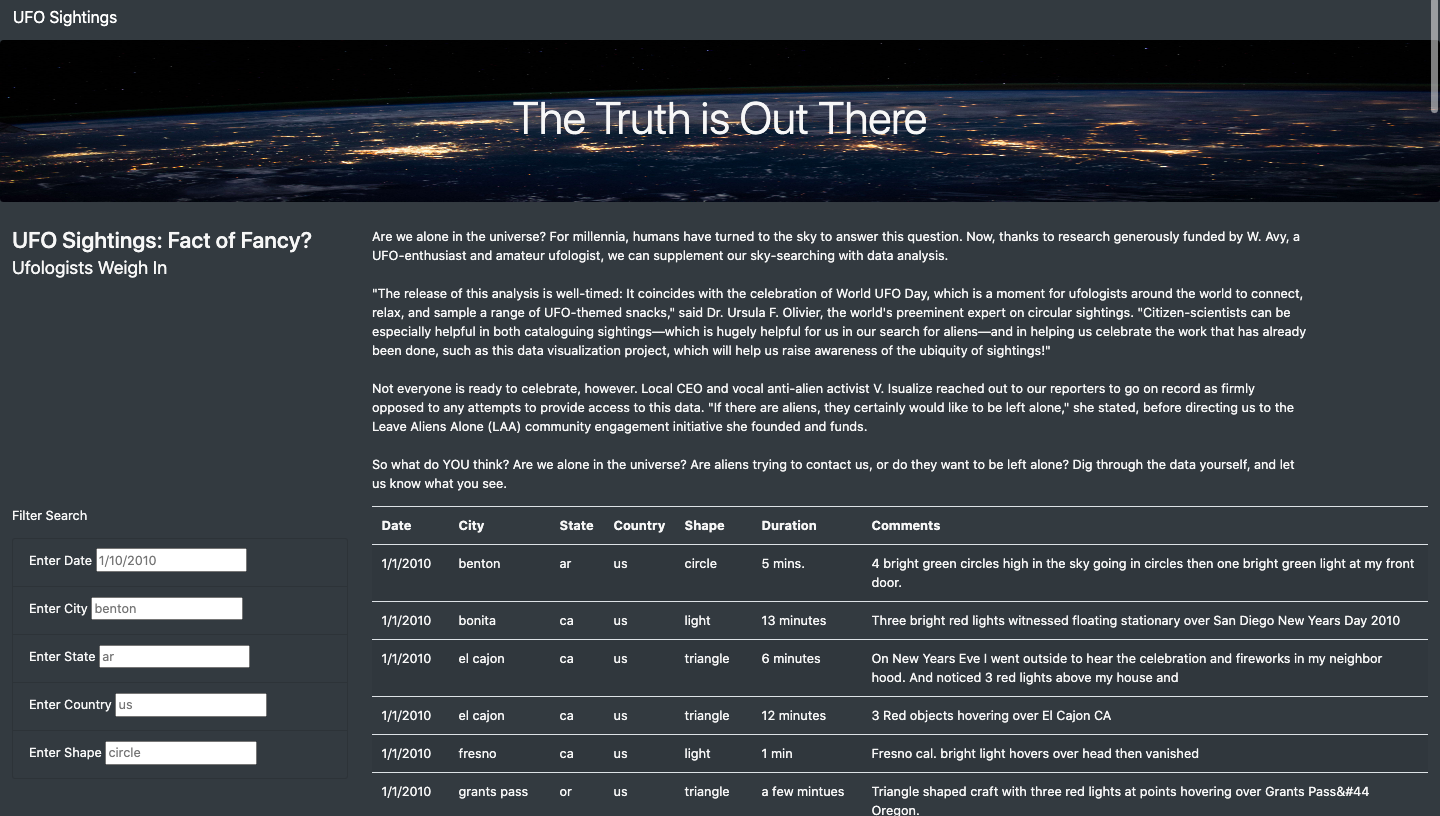 UFO Sightings
The Truth is Out There
UFO Sightings: Fact of Fancy?
Ufologists Weigh In
Are we alone in the universe? For millennia, humans have turned to the sky to answer this question. Now, thanks to research generously funded by W. Avy, a
UFO-enthusiast and amateur ufologist, we can supplement our sky-searching with data analysis.
"The release of this analysis is well-timed: It coincides with the celebration of World UFO Day, which is a moment for ufologists around the world to connect,
relax, and sample a range of UFO-themed snacks," said Dr. Ursula F. Olivier, the world's preeminent expert on circular sightings. "Citizen-scientists can be
especially helpful in both cataloguing sightings—which is hugely helpful for us in our search for aliens—and in helping us celebrate the work that has already
been done, such as this data visualization project, which will help us raise awareness of the ubiquity of sightings!"
Not everyone is ready to celebrate, however. Local CEO and vocal anti-alien activist V. Isualize reached out to our reporters to go on record as firmly
opposed to any attempts to provide access to this data. "If there are aliens, they certainly would like to be left alone," she stated, before directing us to the
Leave Aliens Alone (LAA) community engagement initiative she founded and funds.
So what do YOU think? Are we alone in the universe? Are aliens trying to contact us, or do they want to be left alone? Dig through the data yourself, and let
us know what you see.
Filter Search
Enter Date 1/10/2010
Enter City benton
Enter State ar
Enter Country us
Enter Shape circle
Date City State Country Shape Duration Comments
1/1/2010 benton ar us circle 5 mins. 4 bright green circles high in the sky going in circles then one bright green light at my front
door.
1/1/2010 bonita ca us light 13 minutes Three bright red lights witnessed floating stationary over San Diego New Years Day 2010
1/1/2010 el cajon ca us triangle 6 minutes On New Years Eve I went outside to hear the celebration and fireworks in my neighbor
hood. And noticed 3 red lights above my house and
1/1/2010 el cajon ca us triangle 12 minutes 3 Red objects hovering over El Cajon CA
1/1/2010 fresno ca us light 1 min Fresno cal. bright light hovers over head then vanished
1/1/2010 grants pass or us triangle a few mintues Triangle shaped craft with three red lights at points hovering over Grants Pass&#44
Oregon.